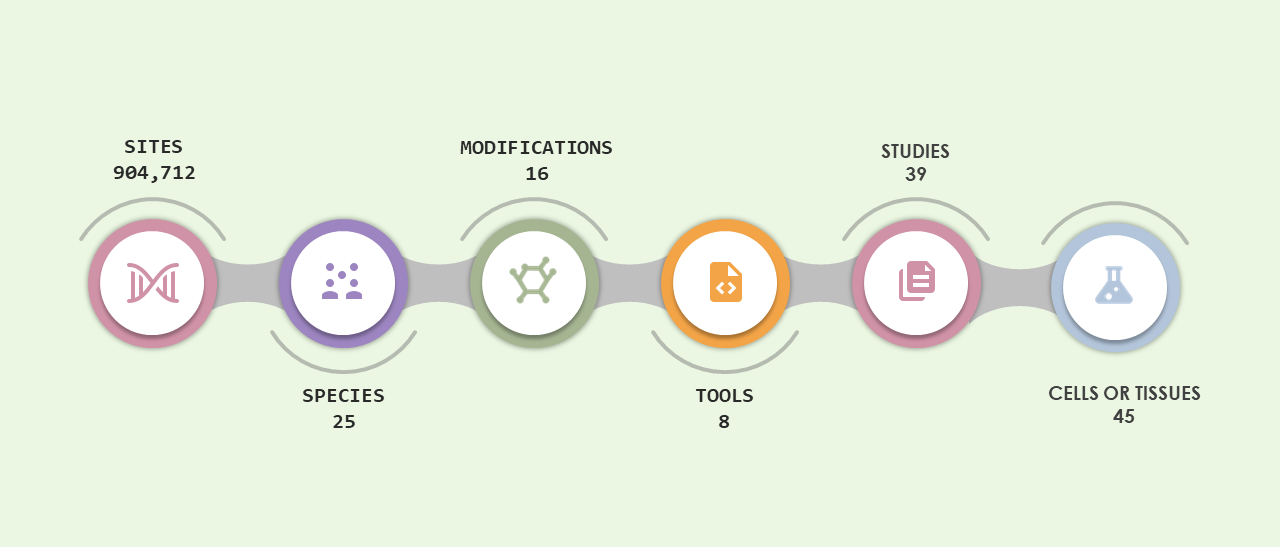 SITES
904,712
SPECIES
25
MODIFICATIONS
16
TOOLS
8
STUDIES
39
CELLS OR TISSUES
45